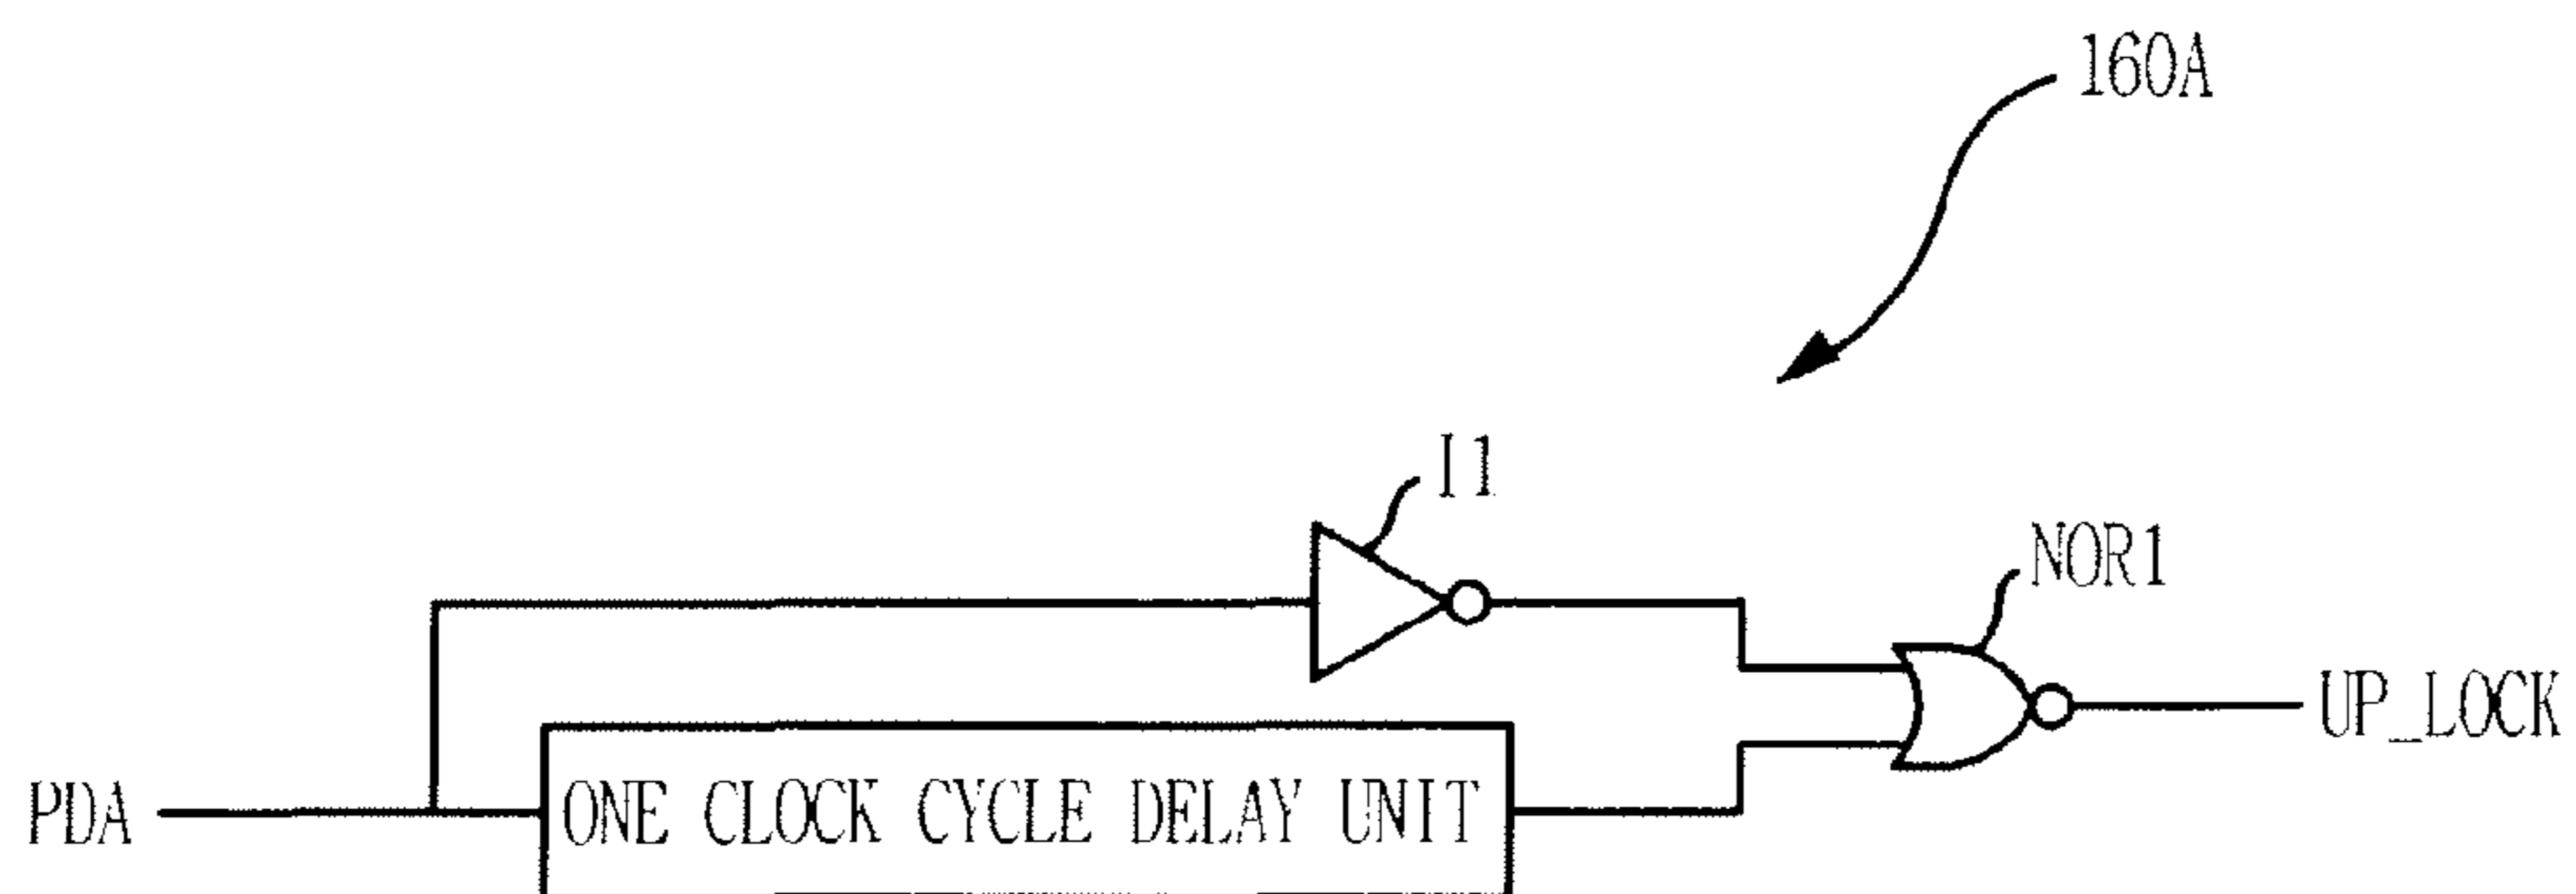 160A
I1
NOR1
UP_LOCK
PDA
ONE CLOCK CYCLE DELAY UNIT